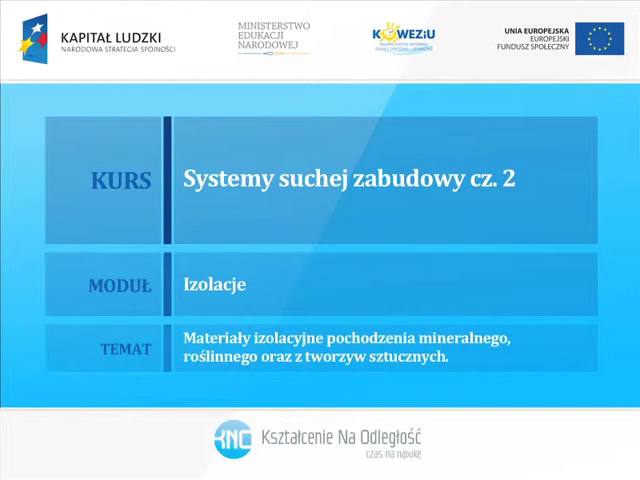 KAPITAŁ LUDZKI
NARODOWA STRATEGIA SPÓJNOŚCI
MINISTERSTWO
EDUKACJI
NARODOWEJ
KOWEZiU
UNIA EUROPEJSKA
EUROPEJSKI
FUNDUSZ SPOŁECZNY
KURS
Systemy suchej zabudowy cz. 2
MODUŁ
Izolacje
TEMAT
Materiały izolacyjne pochodzenia mineralnego,
roślinnego oraz z tworzyw sztucznych.
KNO
Kształcenie Na Odległość
czas na n@ukę